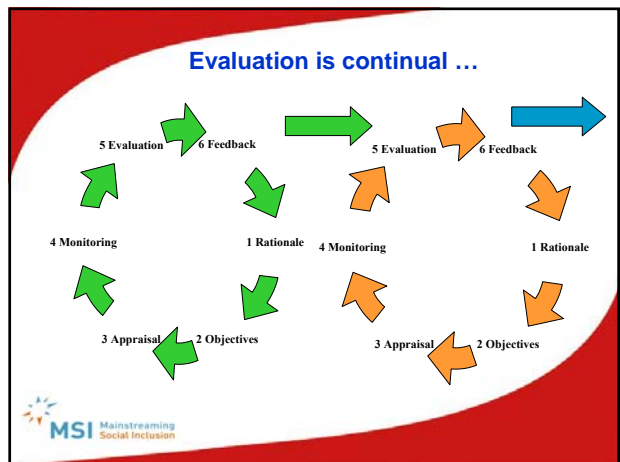 Evaluation is continual …
5 Evaluation
6 Feedback
1 Rationale
2 Objectives
3 Appraisal
4 Monitoring
5 Evaluation
6 Feedback
1 Rationale
2 Objectives
3 Appraisal
4 Monitoring
MSI Mainstreaming
Social Inclusion